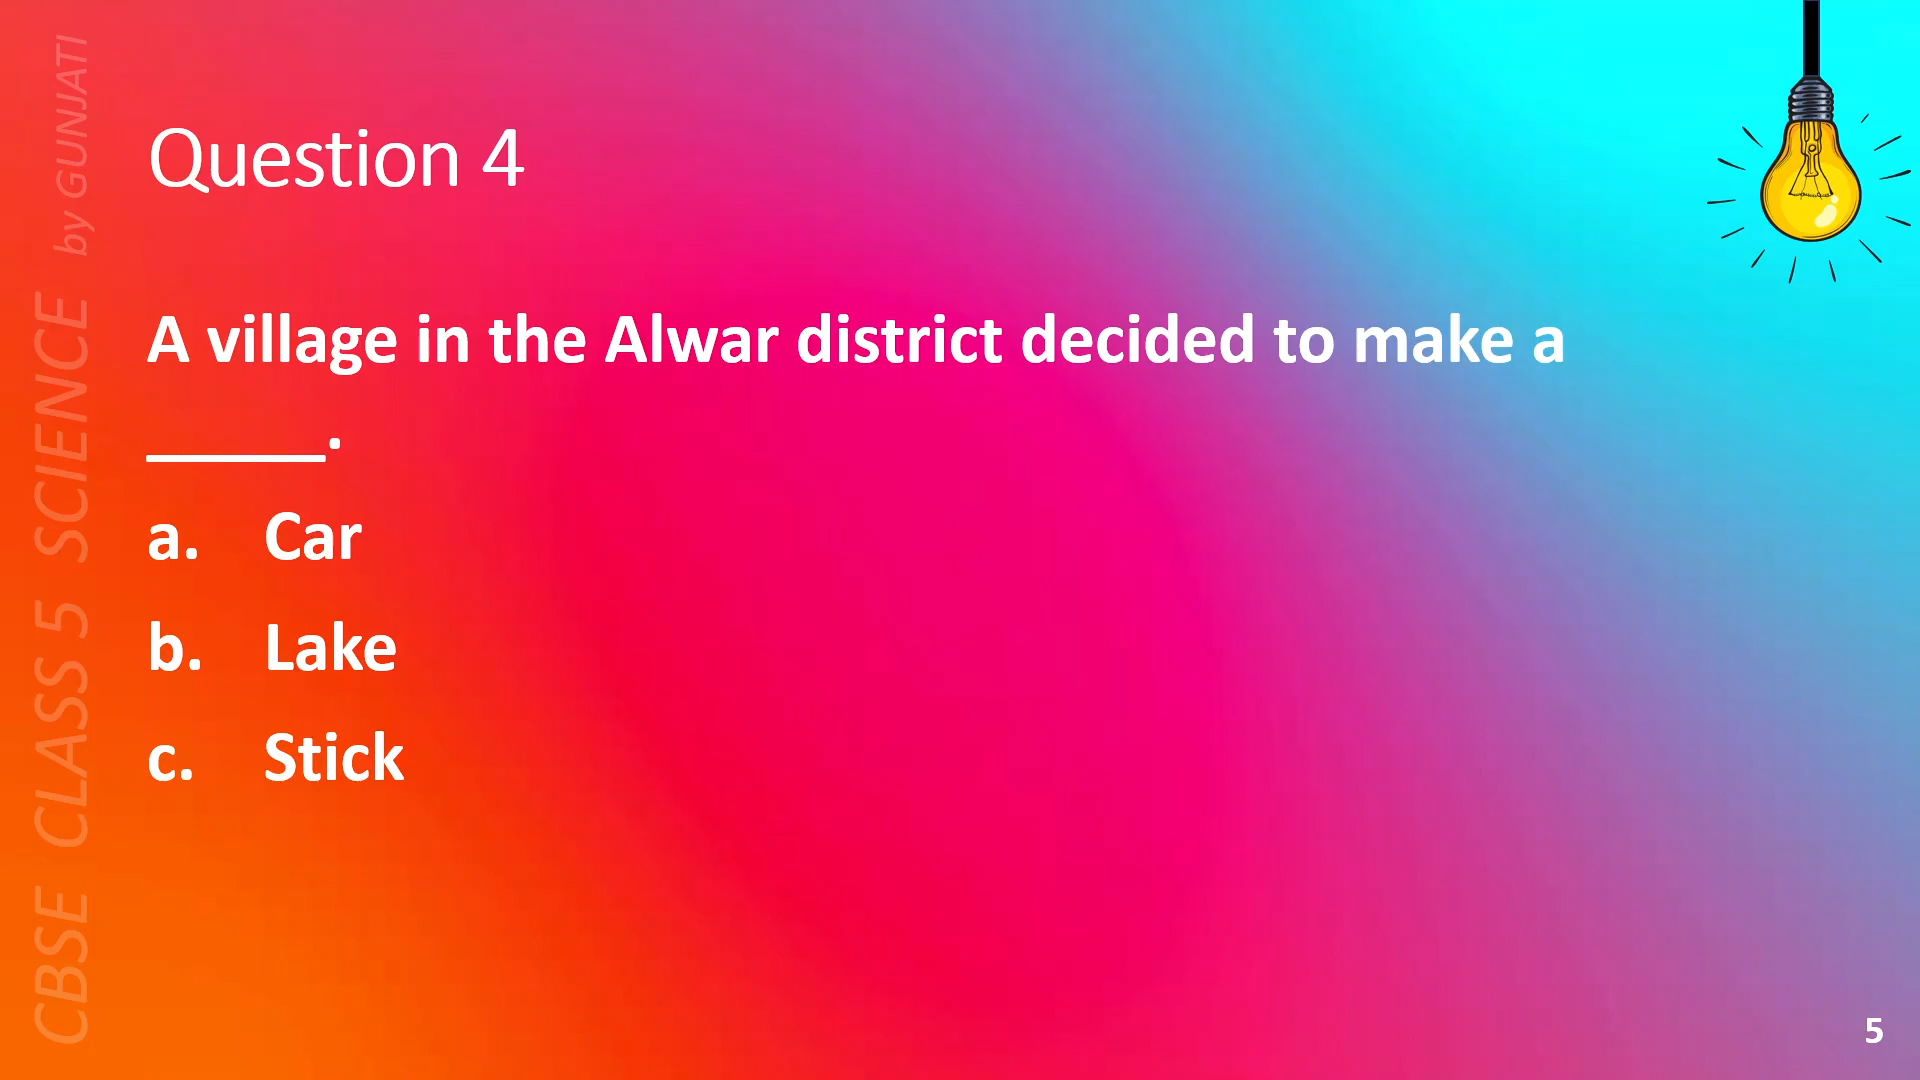 CBSE CLASS 5 SCIENCE by GUNJATI
Question 4
A village in the Alwar district decided to make a
______.
a. Car
b. Lake
c. Stick
5